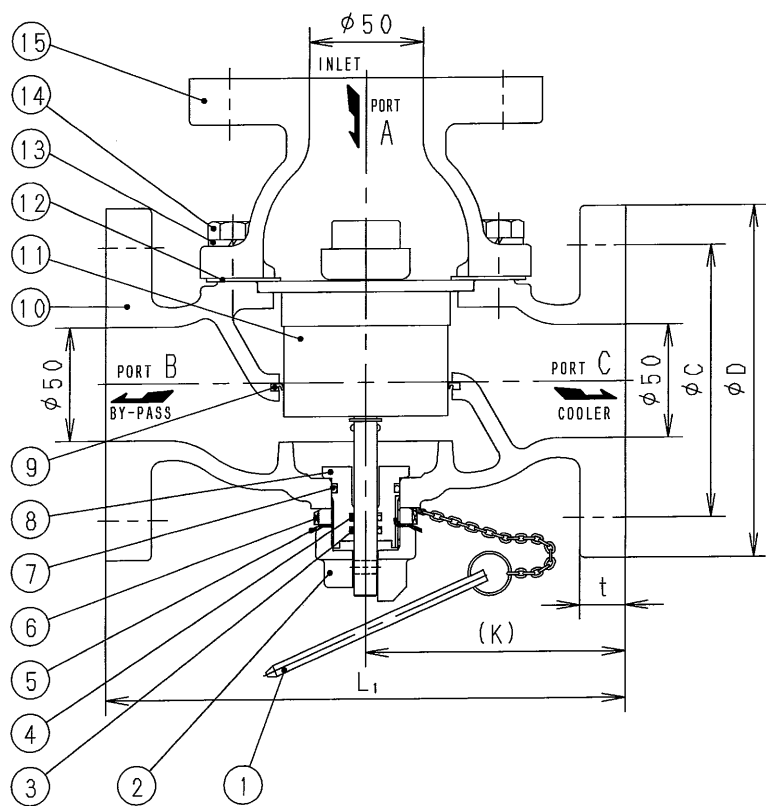 φ50
INLET
PORT
A
15
14
13
12
11
10
PORT B
BY-PASS
φ50
PORT C
COOLER
φ50
φC
φD
9
8
7
6
5
4
3
2
1
t
(K)
L₁